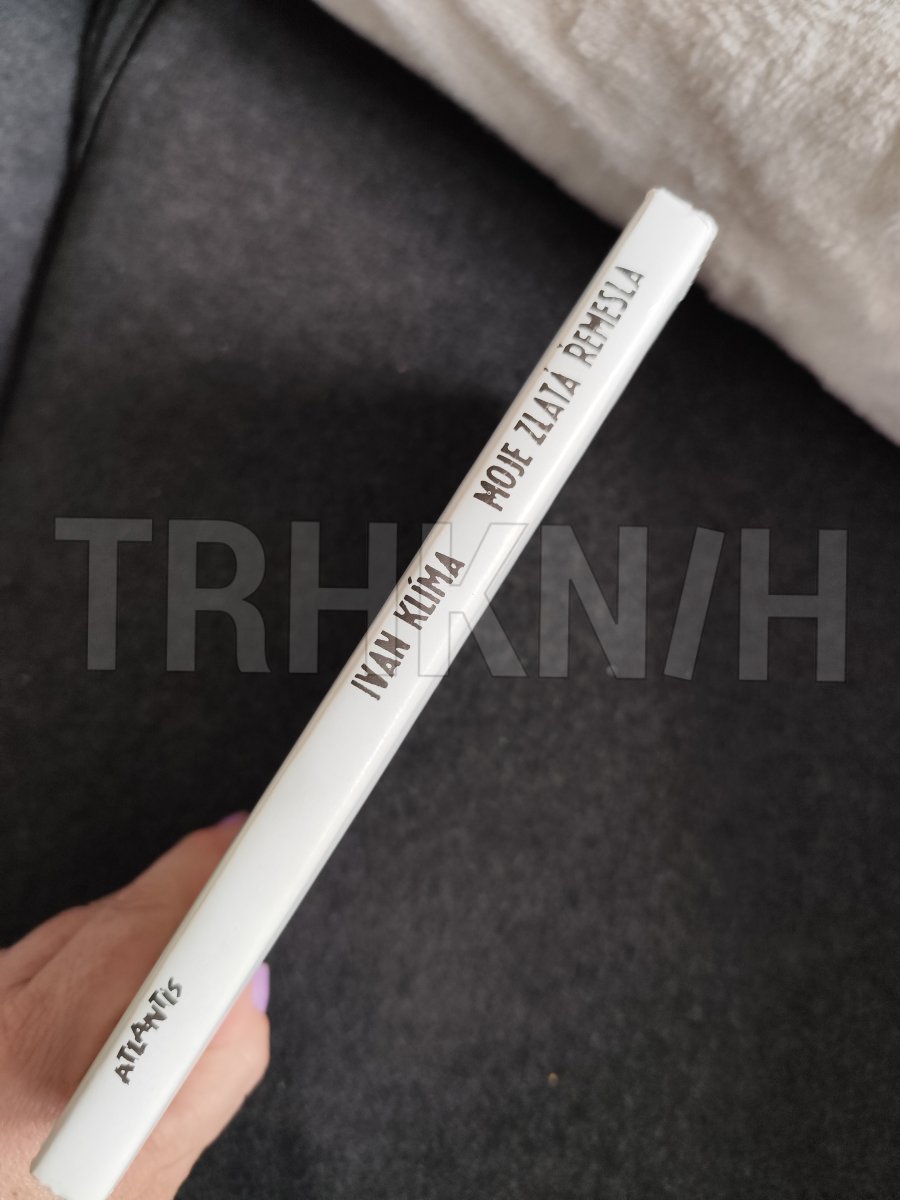 IVAN KLÍMA MOJE ZLATÁ ŘEMESLA
ATLANTIS
TRHKNIH